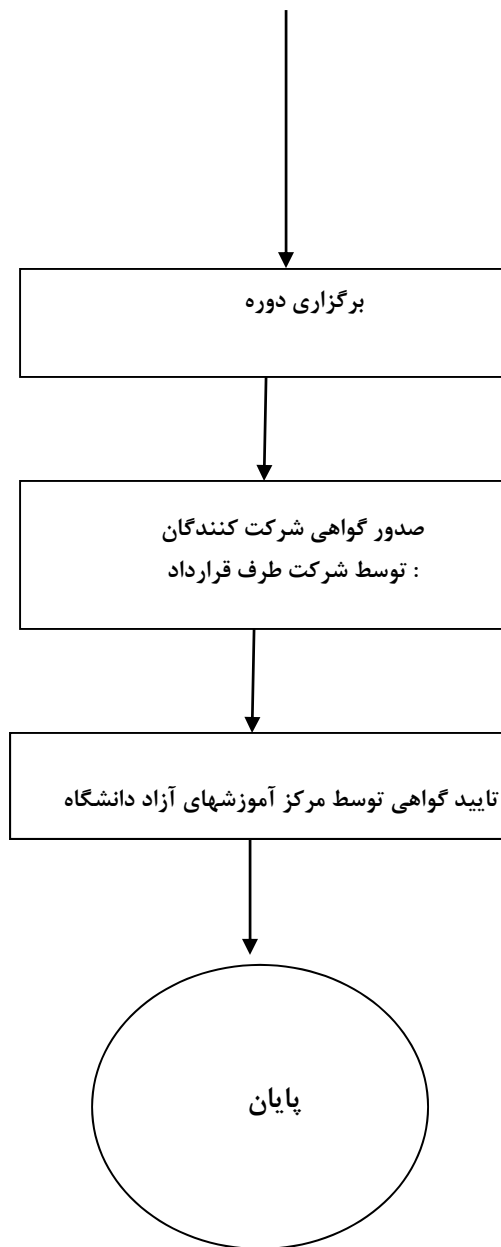 برگزاری دوره
صدور گواهی شرکت کنندگان
توسط شرکت طرف قرارداد :
تایید گواهی توسط مرکز آموزشهای آزاد دانشگاه
پایان